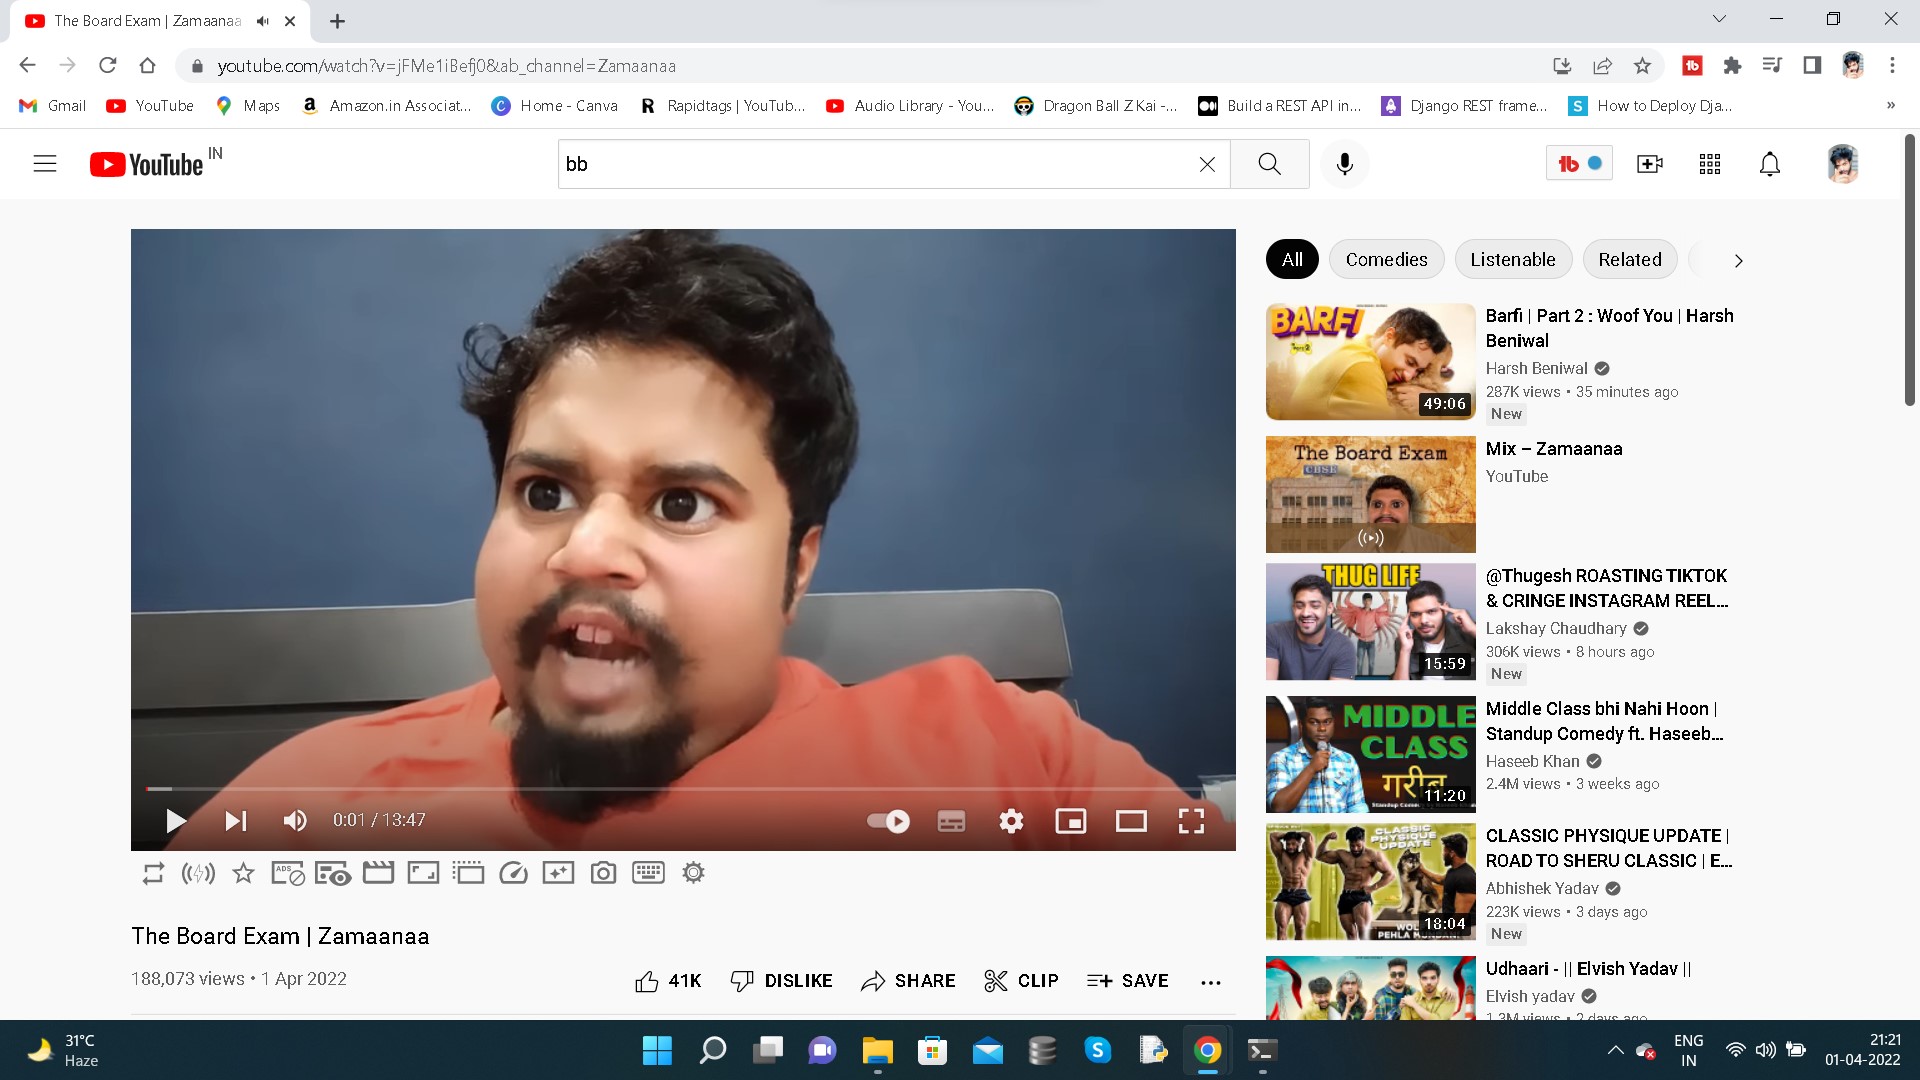 The Board Exam | Zamaanaa
youtube.com/watch?v=jFMe1iBefJ0&ab_channel=Zamaanaa
Gmail
YouTube
Maps
Amazon.in Associat...
Home - Canva
Rapidtags | YouTub...
Audio Library - You...
Dragon Ball Z Kai -...
Build a REST API in...
Django REST frame...
How to Deploy Dja...
»
YouTube IN
bb
All
Comedies
Listenable
Related
BARFI
49:06
Barfi | Part 2 : Woof You | Harsh
Beniwal
Harsh Beniwal
287K views • 35 minutes ago
New
The Board Exam
CBSE
Mix – Zamaanaa
YouTube
THUG LIFE
15:59
@Thugesh ROASTING TIKTOK
& CRINGE INSTAGRAM REEL...
Lakshay Chaudhary
306K views • 8 hours ago
New
MIDDLE
CLASS
गरीब
11:20
Middle Class bhi Nahi Hoon |
Standup Comedy ft. Haseeb...
Haseeb Khan
2.4M views • 3 weeks ago
CLASSIC
PHYSIQUE
UPDATE
PEHLA
18:04
CLASSIC PHYSIQUE UPDATE |
ROAD TO SHERU CLASSIC | E...
Abhishek Yadav
223K views • 3 days ago
New
Udhaari - || Elvish Yadav ||
Elvish yadav
1.3M views • 2 days ago
0:01 / 13:47
ADS
The Board Exam | Zamaanaa
188,073 views • 1 Apr 2022
41K
DISLIKE
SHARE
CLIP
SAVE
31°C
Haze
ENG
IN
21:21
01-04-2022